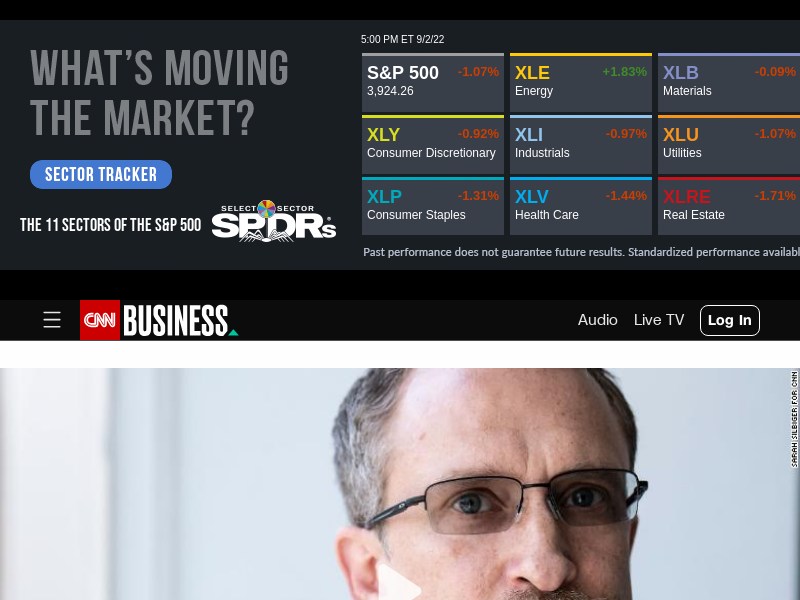 WHAT'S MOVING
THE MARKET?
SECTOR TRACKER
THE 11 SECTORS OF THE S&P 500
SELECT SECTOR
SPDRs®
5:00 PM ET 9/2/22
S&P 500 -1.07%
3,924.26
XLE +1.83%
Energy
XLB -0.09%
Materials
XLY -0.92%
Consumer Discretionary
XLI -0.97%
Industrials
XLU -1.07%
Utilities
XLP -1.31%
Consumer Staples
XLV -1.44%
Health Care
XLRE -1.71%
Real Estate
Past performance does not guarantee future results. Standardized performance availabl
CNN BUSINESS
Audio
Live TV
Log In
SARAH SILBIGER FOR CNN